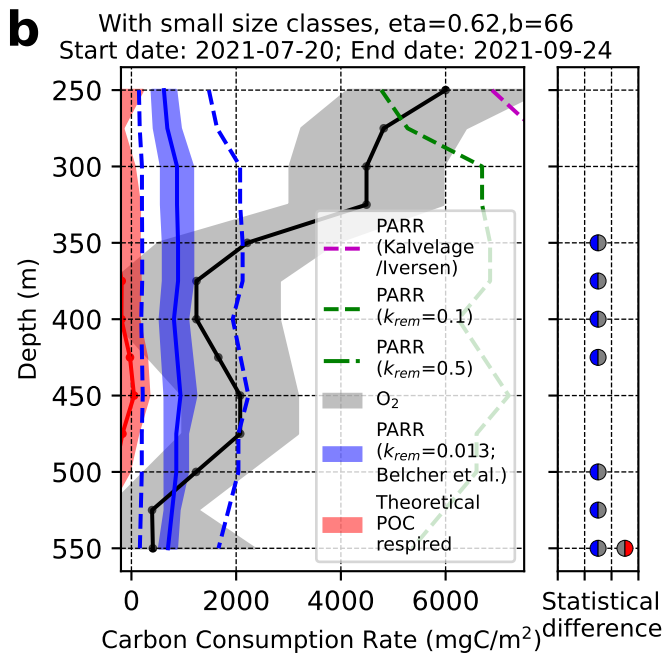 b
With small size classes, eta=0.62,b=66
Start date: 2021-07-20; End date: 2021-09-24
250
300
350
400
450
500
550
Depth (m)
PARR
(Kalvelage
/Iversen)
PARR
(k_rem=0.1)
PARR
(k_rem=0.5)
O₂
PARR
(k_rem=0.013;
Belcher et al.)
Theoretical
POC
respired
0
2000
4000
6000
Carbon Consumption Rate (mgC/m²)
Statistical
difference